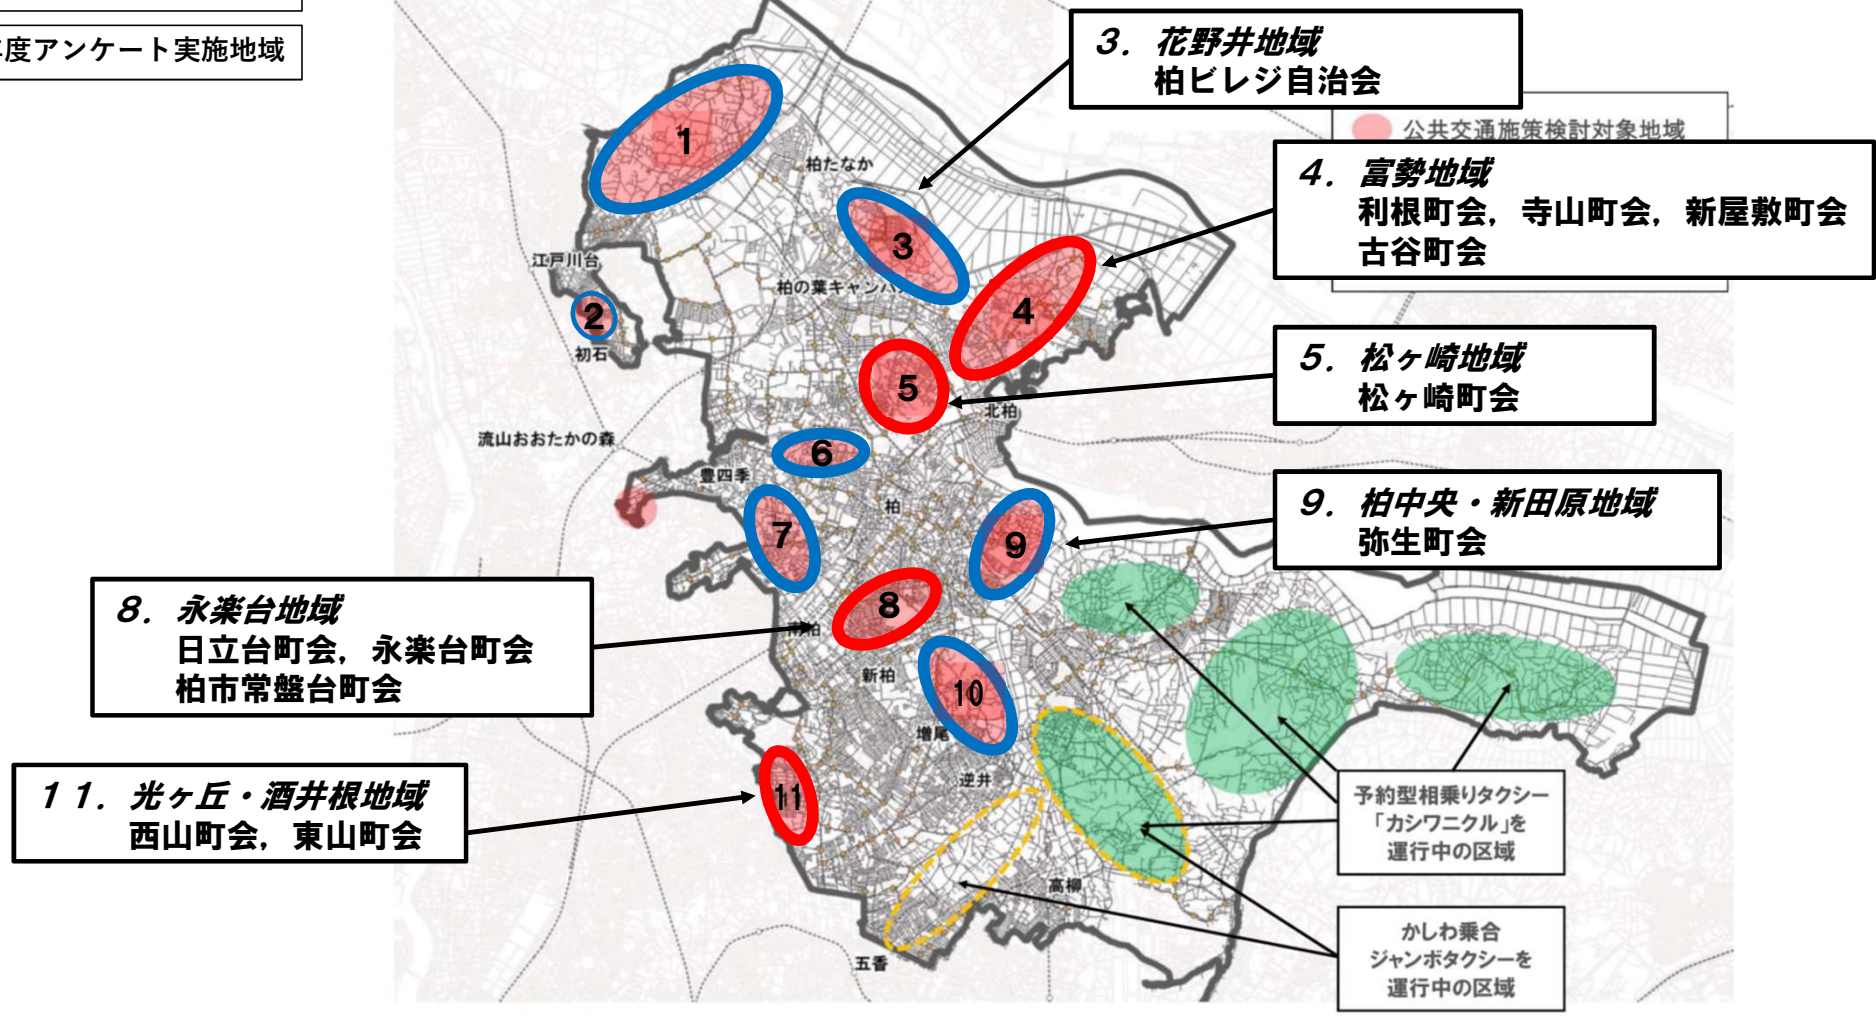 年度アンケート実施地域
3. 花野井地域
柏ビレジ自治会
公共交通施策検討対象地域
4. 富勢地域
利根町会，寺山町会，新屋敷町会
古谷町会
5. 松ヶ崎地域
松ヶ崎町会
9. 柏中央・新田原地域
弥生町会
8. 永楽台地域
日立台町会，永楽台町会
柏市常盤台町会
11. 光ヶ丘・酒井根地域
西山町会，東山町会
1
柏たなか
3
江戸川台
柏の葉キャンパ
2
4
初石
5
北柏
流山おおたかの森
6
豊四季
柏
7
9
8
南柏
新柏
10
増尾
逆井
11
高柳
五香
予約型相乗りタクシー
「カシワニクル」を
運行中の区域
かしわ乗合
ジャンボタクシーを
運行中の区域